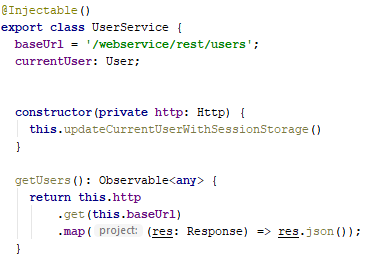 @Injectable()
export class UserService {
baseUrl = '/webservice/rest/users';
currentUser: User;
constructor(private http: Http) {
this.updateCurrentUserWithSessionStorage()
}
getUsers(): Observable<any> {
return this.http
.get(this.baseUrl)
.map( project: (res: Response) => res.json());
}